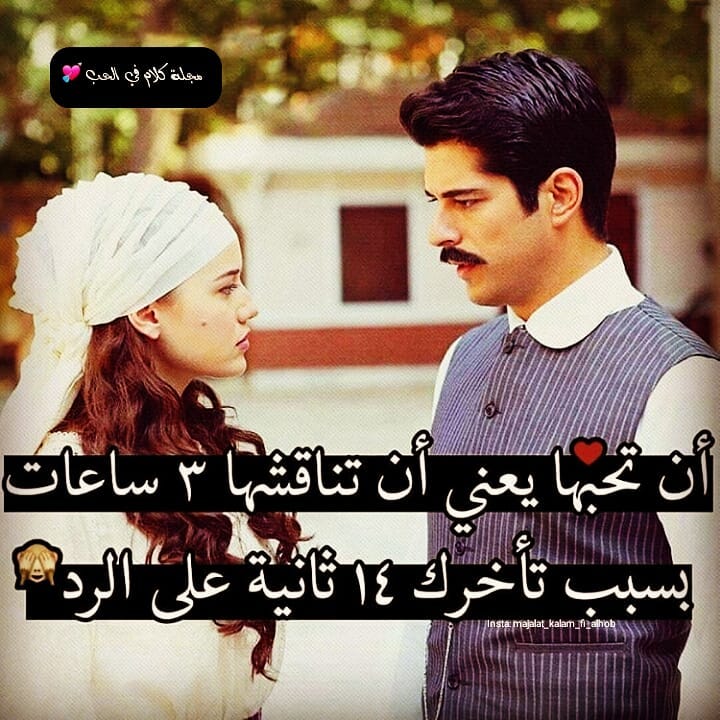 مجلة كلام في الحب 💘
أن تحبها يعني أن تناقشها ٣ ساعات
بسبب تأخرك ١٤ ثانية على الرد 🙈
Insta:majalat_kalam_fi_alhob